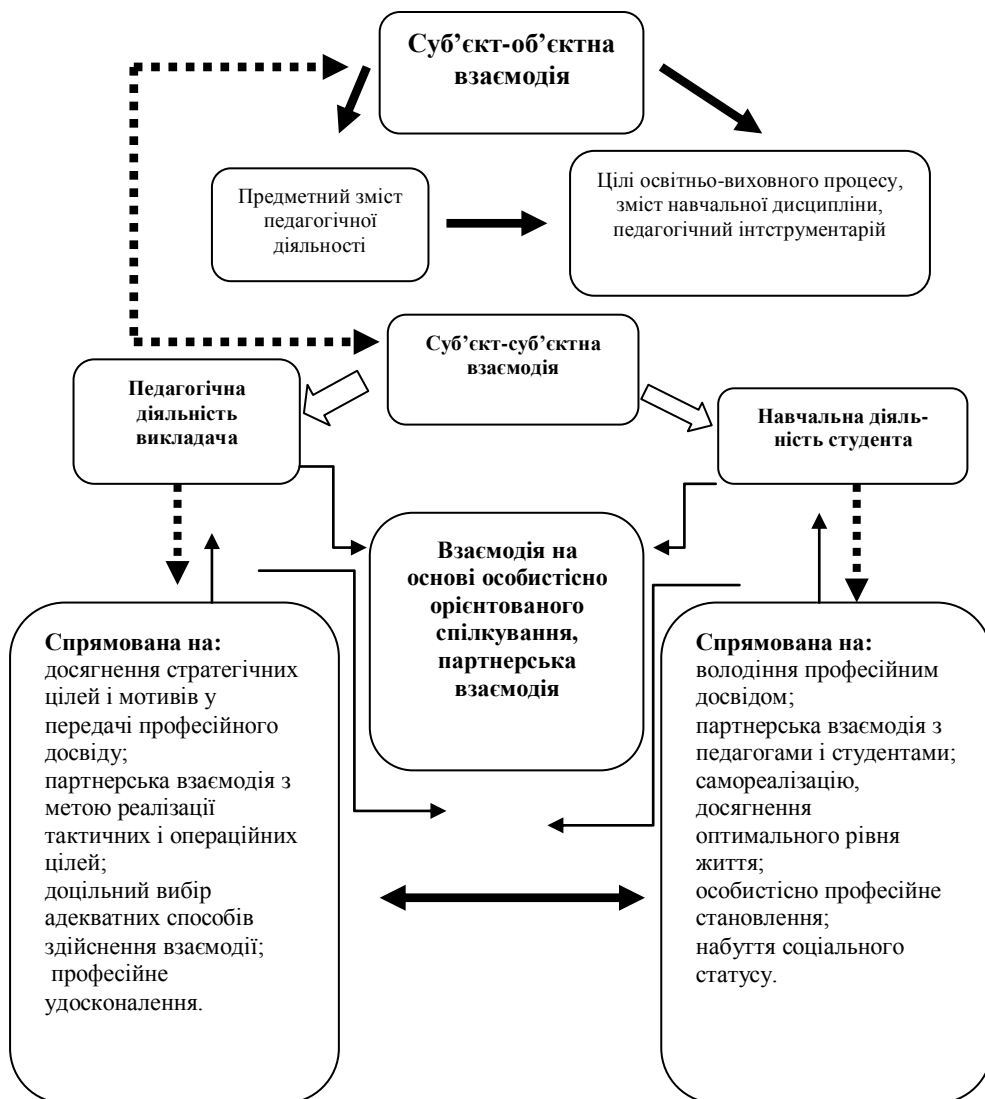 Суб’єкт-об’єктна
взаємодія
Предметний зміст
педагогічної
діяльності
Цілі освітньо-виховного процесу,
зміст навчальної дисципліни,
педагогічний інтструментарій
Суб’єкт-суб’єктна
взаємодія
Педагогічна
діяльність
викладача
Навчальна діяль-
ність студента
Взаємодія на
основі особистісно
орієнтованого
спілкування,
партнерська
взаємодія
Спрямована на:
досягнення стратегічних
цілей і мотивів у
передачі професійного
досвіду;
партнерська взаємодія з
метою реалізації
тактичних і операційних
цілей;
доцільний вибір
адекватних способів
здійснення взаємодії;
професійне
удосконалення.
Спрямована на:
володіння професійним
досвідом;
партнерська взаємодія з
педагогами і студентами;
самореалізацію,
досягнення
оптимального рівня
життя;
особистісно професійне
становлення;
набуття соціального
статусу.